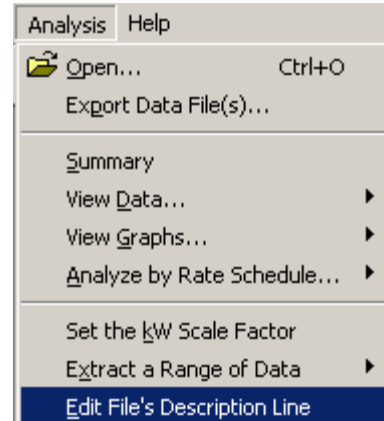 Analysis Help
Open... Ctrl+O
Export Data File(s)...
Summary
View Data...
View Graphs...
Analyze by Rate Schedule...
Set the kW Scale Factor
Extract a Range of Data
Edit File's Description Line